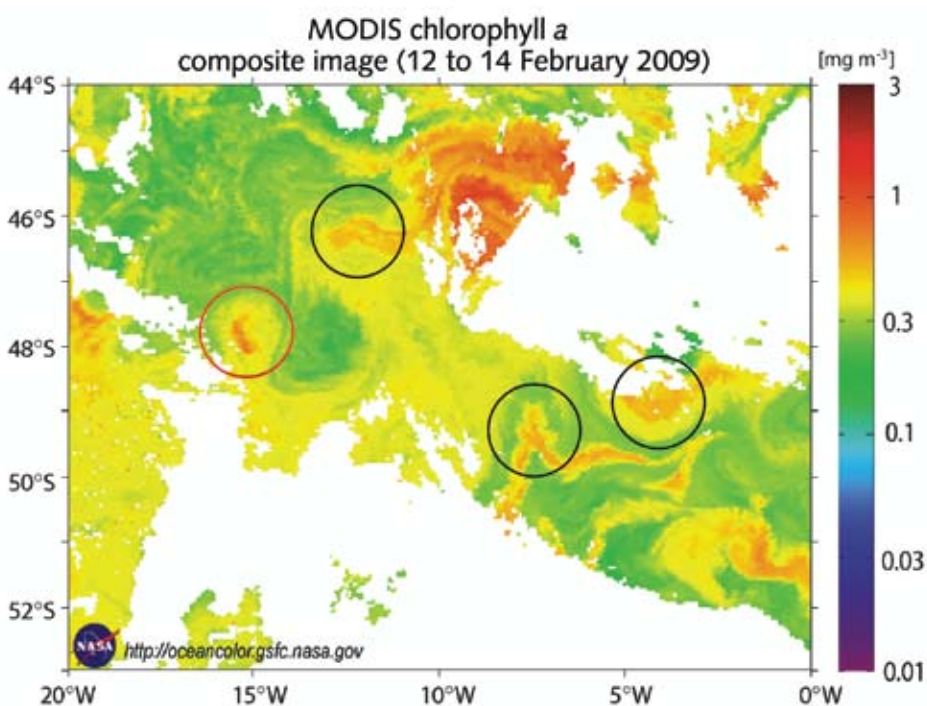 MODIS chlorophyll a
composite image (12 to 14 February 2009)
[mg m⁻³]
44°S
46°S
48°S
50°S
52°S
3
1
0.3
0.1
0.03
0.01
NASA
http://oceancolor.gsfc.nasa.gov
20°W
15°W
10°W
5°W
0°W